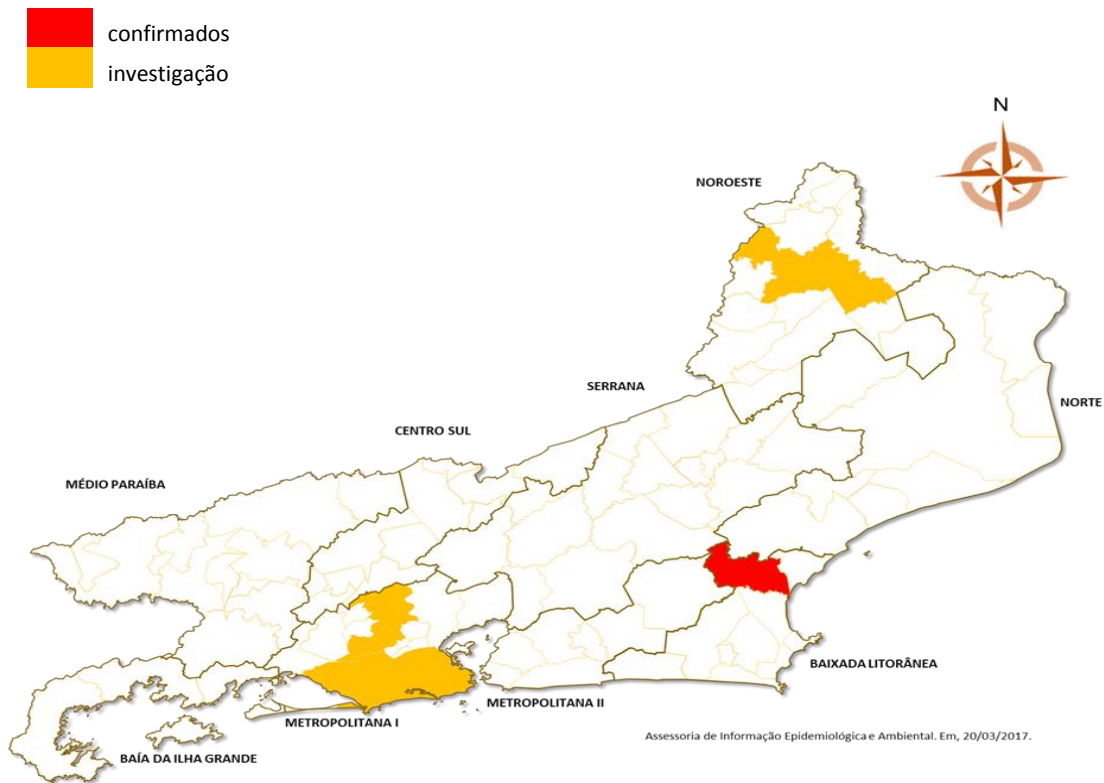 confirmados
investigação
N
NOROESTE
SERRANA
NORTE
CENTRO SUL
MÉDIO PARAÍBA
BAIXADA LITORÂNEA
METROPOLITANA II
METROPOLITANA I
BAÍA DA ILHA GRANDE
Assessoria de Informação Epidemiológica e Ambiental. Em, 20/03/2017.